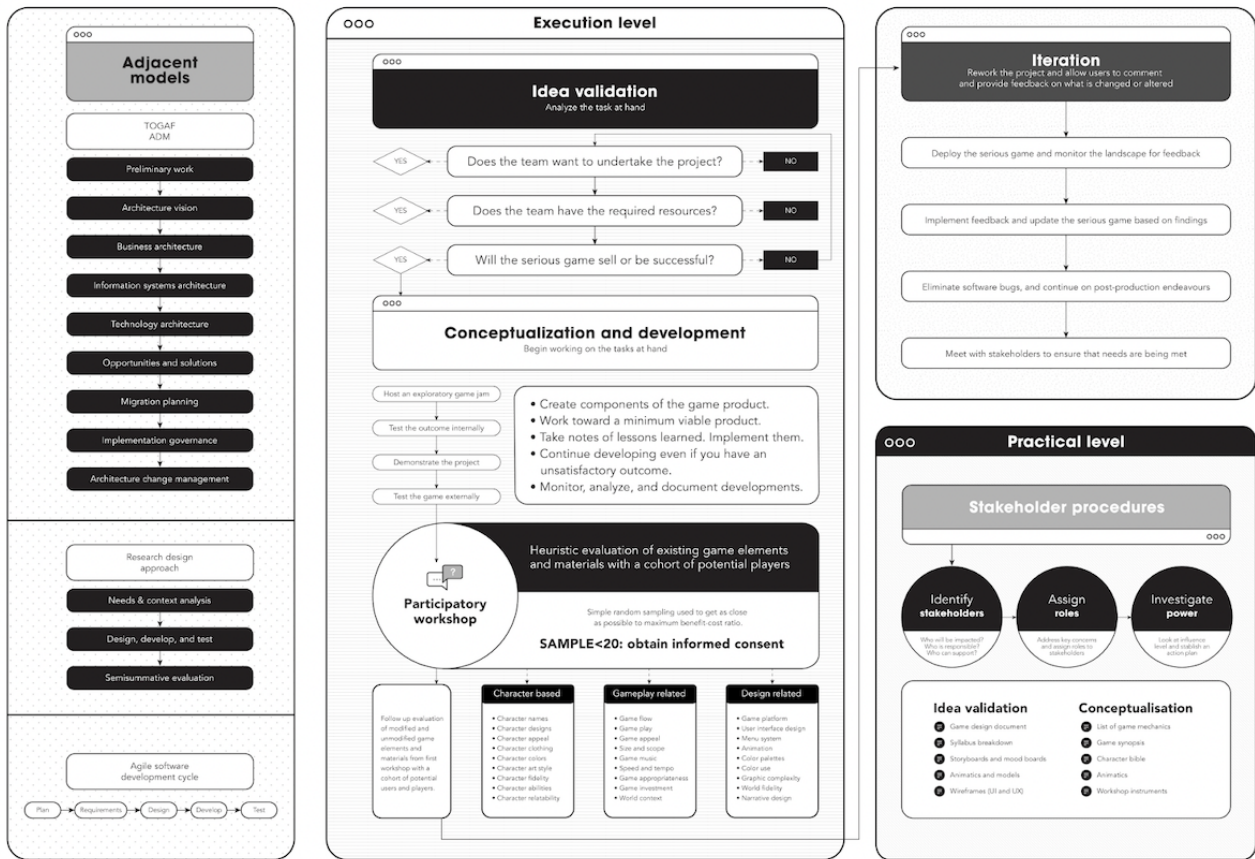 Adjacent
models
TOGAF
ADM
Preliminary work
Architecture vision
Business architecture
Information systems architecture
Technology architecture
Opportunities and solutions
Migration planning
Implementation governance
Architecture change management
Research design
approach
Needs & context analysis
Design, develop, and test
Semisummative evaluation
Agile software
development cycle
Plan
Requirements
Design
Develop
Test
Execution level
Idea validation
Analyze the task at hand
YES
Does the team want to undertake the project?
NO
YES
Does the team have the required resources?
NO
YES
Will the serious game sell or be successful?
NO
Conceptualization and development
Begin working on the tasks at hand
Host an exploratory game jam
Test the outcome internally
Demonstrate the project
Test the game externally
• Create components of the game product.
• Work toward a minimum viable product.
• Take notes of lessons learned. Implement them.
• Continue developing even if you have an
unsatisfactory outcome.
• Monitor, analyze, and document developments.
?
Participatory
workshop
Heuristic evaluation of existing game elements
and materials with a cohort of potential players
Simple random sampling used to get as close
as possible to maximum benefit-cost ratio.
SAMPLE<20: obtain informed consent
Follow up evaluation
of modified and
unmodified game
elements and
materials from first
workshop with a
cohort of potential
users and players.
Character based
• Character names
• Character designs
• Character appeal
• Character clothing
• Character colors
• Character art style
• Character fidelity
• Character abilities
• Character relatability
Gameplay related
• Game flow
• Game play
• Game appeal
• Size and scope
• Game music
• Speed and tempo
• Game appropriateness
• Game investment
• World context
Design related
• Game platform
• User interface design
• Menu system
• Animation
• Color palettes
• Color use
• Graphic complexity
• World fidelity
• Narrative design
Iteration
Rework the project and allow users to comment
and provide feedback on what is changed or altered
Deploy the serious game and monitor the landscape for feedback
Implement feedback and update the serious game based on findings
Eliminate software bugs, and continue on post-production endeavours
Meet with stakeholders to ensure that needs are being met
Practical level
Stakeholder procedures
Identify
stakeholders
Who will be impacted?
Who is responsible?
Who can support?
Assign
roles
Address key concerns
and assign roles to
stakeholders
Investigate
power
Look at influence
level and stablish an
action plan
Idea validation
Game design document
Syllabus breakdown
Storyboards and mood boards
Animatics and models
Wireframes (UI and UX)
Conceptualisation
List of game mechanics
Game synopsis
Character bible
Animatics
Workshop instruments